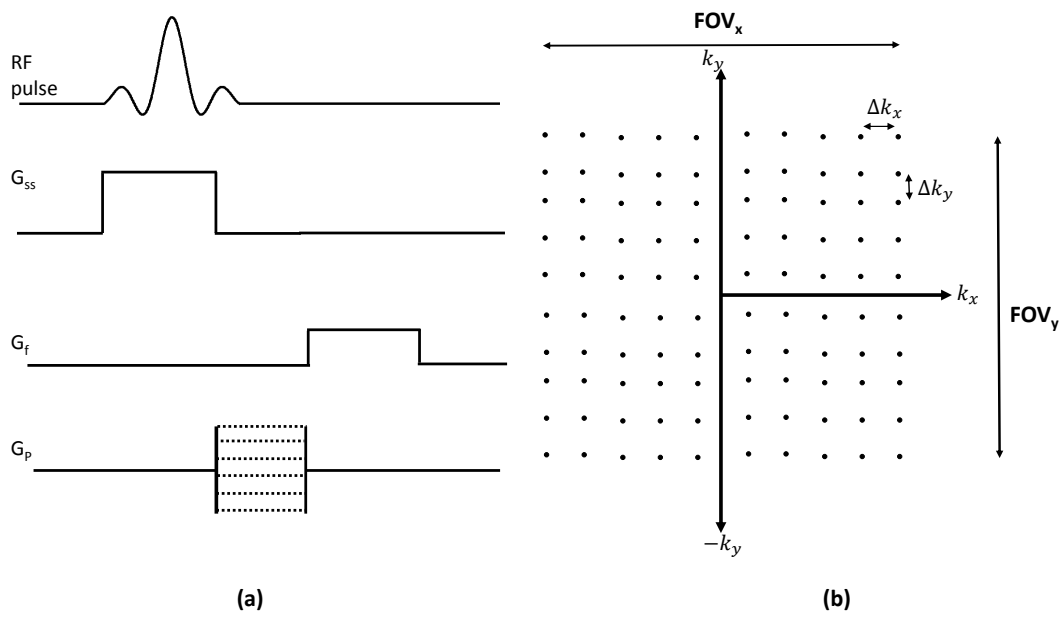 RF
pulse
G_ss
G_f
G_P
(a)
FOV_x
k_y
Δk_x
Δk_y
k_x
FOV_y
−k_y
(b)